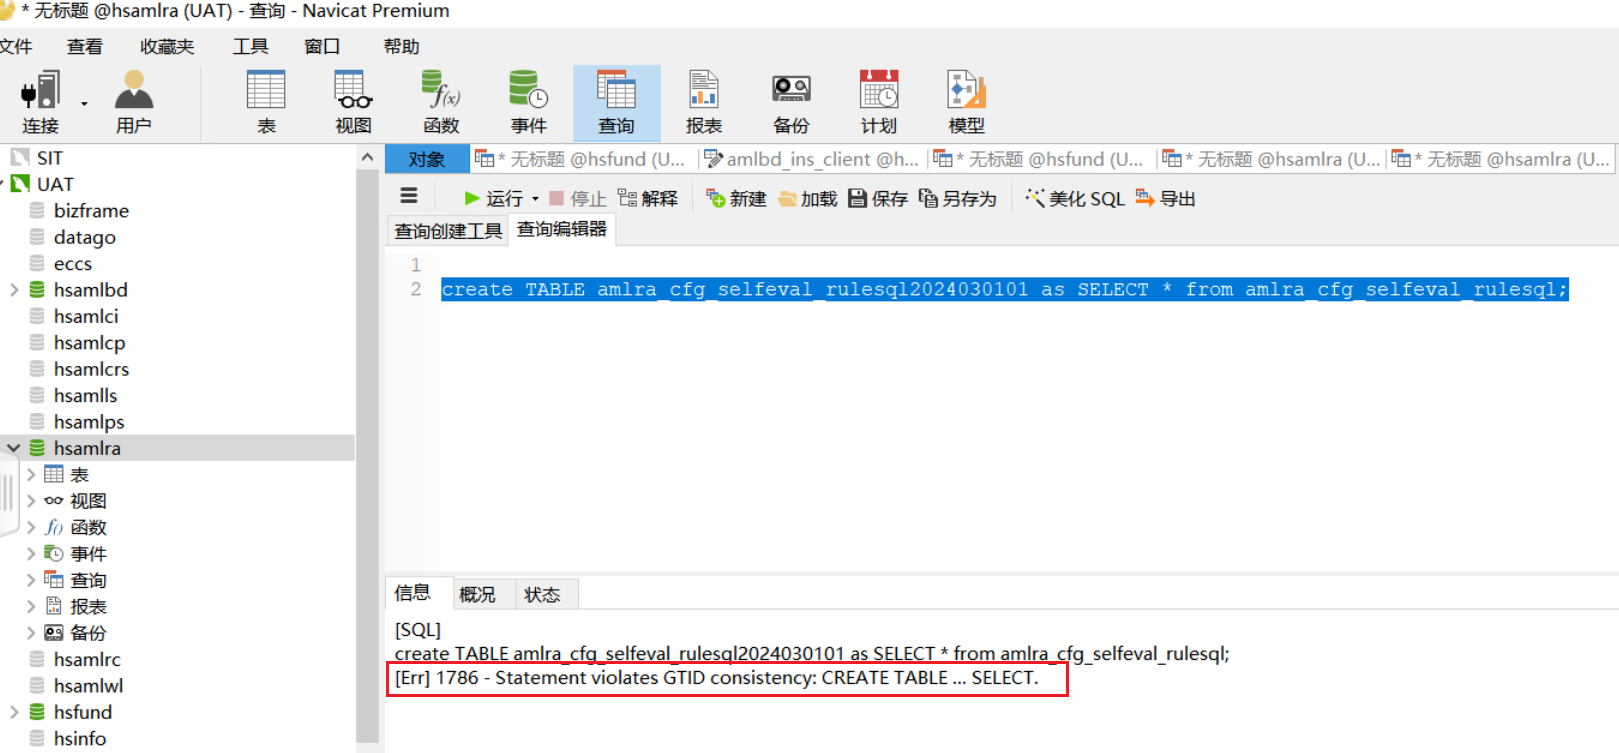 * 无标题 @hsamlra (UAT) - 查询 - Navicat Premium
文件 查看 收藏夹 工具 窗口 帮助
连接 用户 表 视图 函数 事件 查询 报表 备份 计划 模型
SIT
UAT
bizframe
datago
eccs
hsamlbd
hsamlci
hsamlcp
hsamlcrs
hsamlls
hsamlps
hsamlra
表
视图
函数
事件
查询
报表
备份
hsamlrc
hsamlwl
hsfund
hsinfo
对象 * 无标题 @hsfund (U... amlbd_ins_client @h... * 无标题 @hsfund (U... * 无标题 @hsamlra (U... * 无标题 @hsamlra (U...
运行 停止 解释 新建 加载 保存 另存为 美化 SQL 导出
查询创建工具 查询编辑器
1
2 create TABLE amlra_cfg_selfeval_rulesql2024030101 as SELECT * from amlra_cfg_selfeval_rulesql;
信息 概况 状态
[SQL]
create TABLE amlra_cfg_selfeval_rulesql2024030101 as SELECT * from amlra_cfg_selfeval_rulesql;
[Err] 1786 - Statement violates GTID consistency: CREATE TABLE ... SELECT.